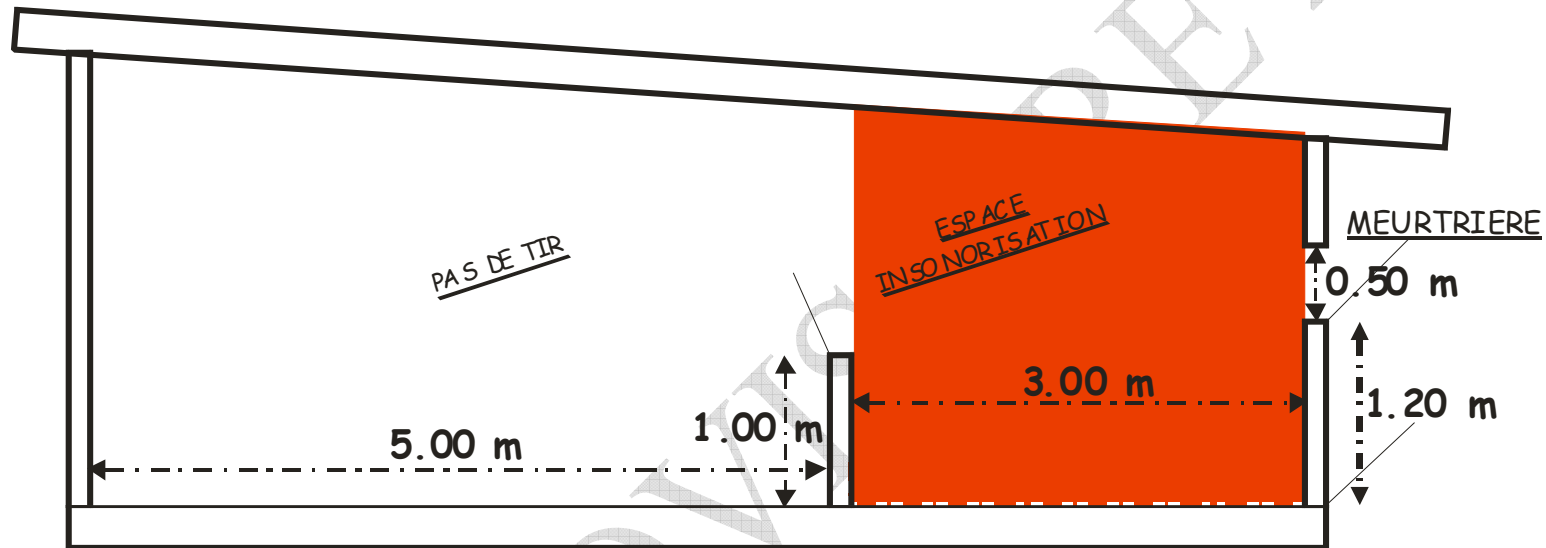 PAS DE TIR
ESPACE
INSONORISATION
MEURTRIERE
0.50 m
3.00 m
1.20 m
1.00 m
5.00 m